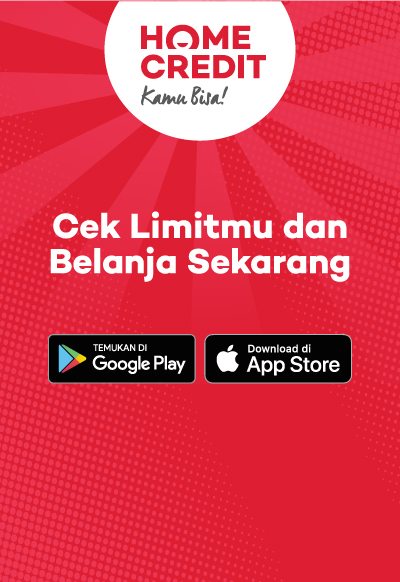 HOME
CREDIT
Kamu Bisa!
Cek Limitmu dan
Belanja Sekarang
TEMUKAN DI
Google Play
Download di
App Store